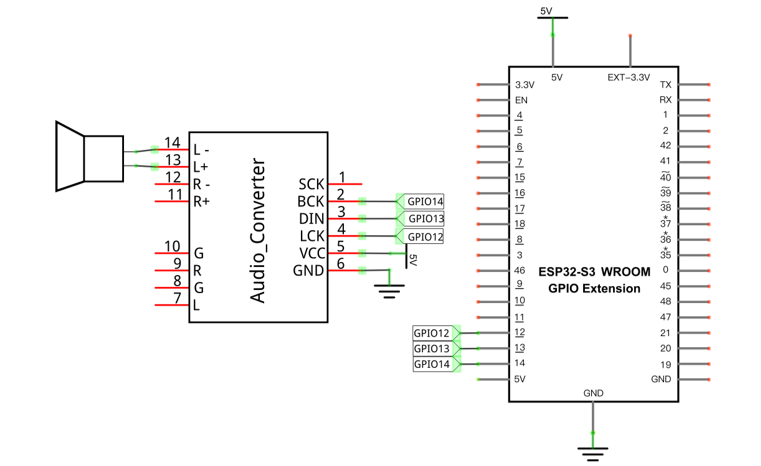 5V
14 L -
13 L+
12 R -
11 R+
10 G
9 R
8 G
7 L
Audio_Converter
SCK 1
BCK 2 GPIO14
DIN 3 GPIO13
LCK 4 GPIO12
VCC 5 5V
GND 6
5V EXT-3.3V
3.3V TX
EN RX
4 1
5 2
6 42
7 41
15 40
16 39
17 38
18 37
8 36
3 35
46 0
9 45
10 48
11 47
GPIO12 12 21
GPIO13 13 20
GPIO14 14 19
5V GND
ESP32-S3 WROOM
GPIO Extension
GND